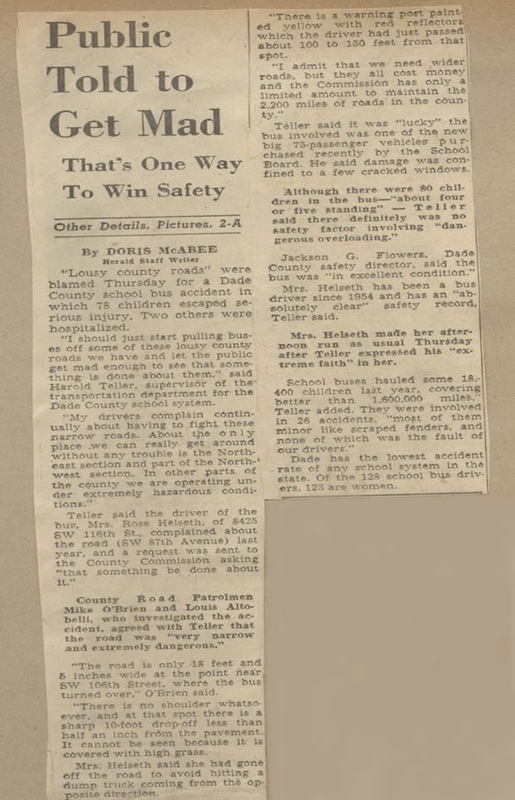 Public
Told to
Get Mad
That's One Way
To Win Safety
Other Details, Pictures, 2-A
By DORIS McABEE
Herald Staff Writer
"Lousy county roads" were
blamed Thursday for a Dade
County school bus accident in
which 78 children escaped se-
rious injury. Two others were
hospitalized.
"I should just start pulling bus-
es off some of these lousy county
roads we have and let the public
get mad enough to see that some-
thing is done about them," said
Harold Teller, supervisor of the
transportation department for the
Dade County school system.
"My drivers complain contin-
ually about having to fight these
narrow roads. About the only
place we can really get around
without any trouble is the North-
east section and part of the North-
west section. In other parts of
the county we are operating un-
der extremely hazardous condi-
tions."
Teller said the driver of the
bus, Mrs. Rose Helseth, of 8425
SW 116th St., complained about
the road (SW 87th Avenue) last
year, and a request was sent to
the County Commission asking
"that something be done about
it."
County Road Patrolmen
Mike O'Brien and Louis Alto-
belli, who investigated the ac-
cident, agreed with Teller that
the road was "very narrow
and extremely dangerous."
"The road is only 18 feet and
5 inches wide at the point near
SW 106th Street, where the bus
turned over," O'Brien said.
"There is no shoulder whatso-
ever, and at that spot there is a
sharp 10-foot drop-off less than
half an inch from the pavement.
It cannot be seen because it is
covered with high grass.
Mrs. Helseth said she had gone
off the road to avoid hitting a
dump truck coming from the op-
posite direction.
"There is a warning post paint-
ed yellow with red reflectors
which the driver had just passed
about 100 to 150 feet from that
spot.
"I admit that we need wider
roads, but they all cost money
and the Commission has only a
limited amount to maintain the
2,200 miles of roads in the coun-
ty."
Teller said it was "lucky" the
bus involved was one of the new
big 75-passenger vehicles pur-
chased recently by the School
Board. He said damage was con-
fined to a few cracked windows.
Although there were 80 chil-
dren in the bus—"about four
or five standing" — Teller
said there definitely was no
safety factor involving "dan-
gerous overloading."
Jackson G. Flowers, Dade
County safety director, said the
bus was "in excellent condition."
Mrs. Helseth has been a bus
driver since 1954 and has an "ab-
solutely clear" safety record,
Teller said.
Mrs. Helseth made her after-
noon run as usual Thursday
after Teller expressed his "ex-
treme faith" in her.
School buses hauled some 18,-
400 children last year, covering
better than 1,600,000 miles,"
Teller added. They were involved
in 26 accidents, "most of them
minor like scraped fenders, and
none of which was the fault of
our drivers."
Dade has the lowest accident
rate of any school system in the
state. Of the 128 school bus driv-
ers, 123 are women.